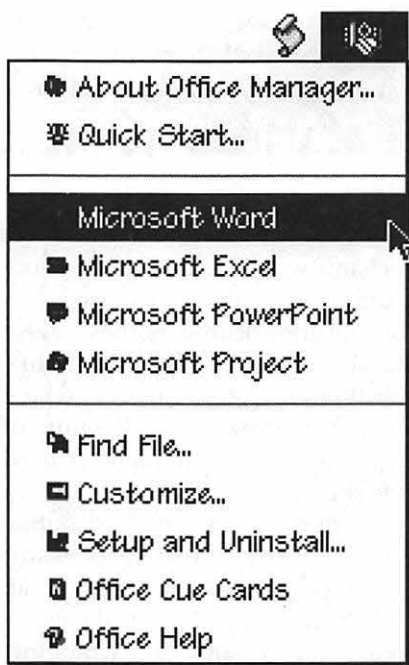 About Office Manager...
Quick Start...
Microsoft Word
Microsoft Excel
Microsoft PowerPoint
Microsoft Project
Find File...
Customize...
Setup and Uninstall...
Office Cue Cards
Office Help